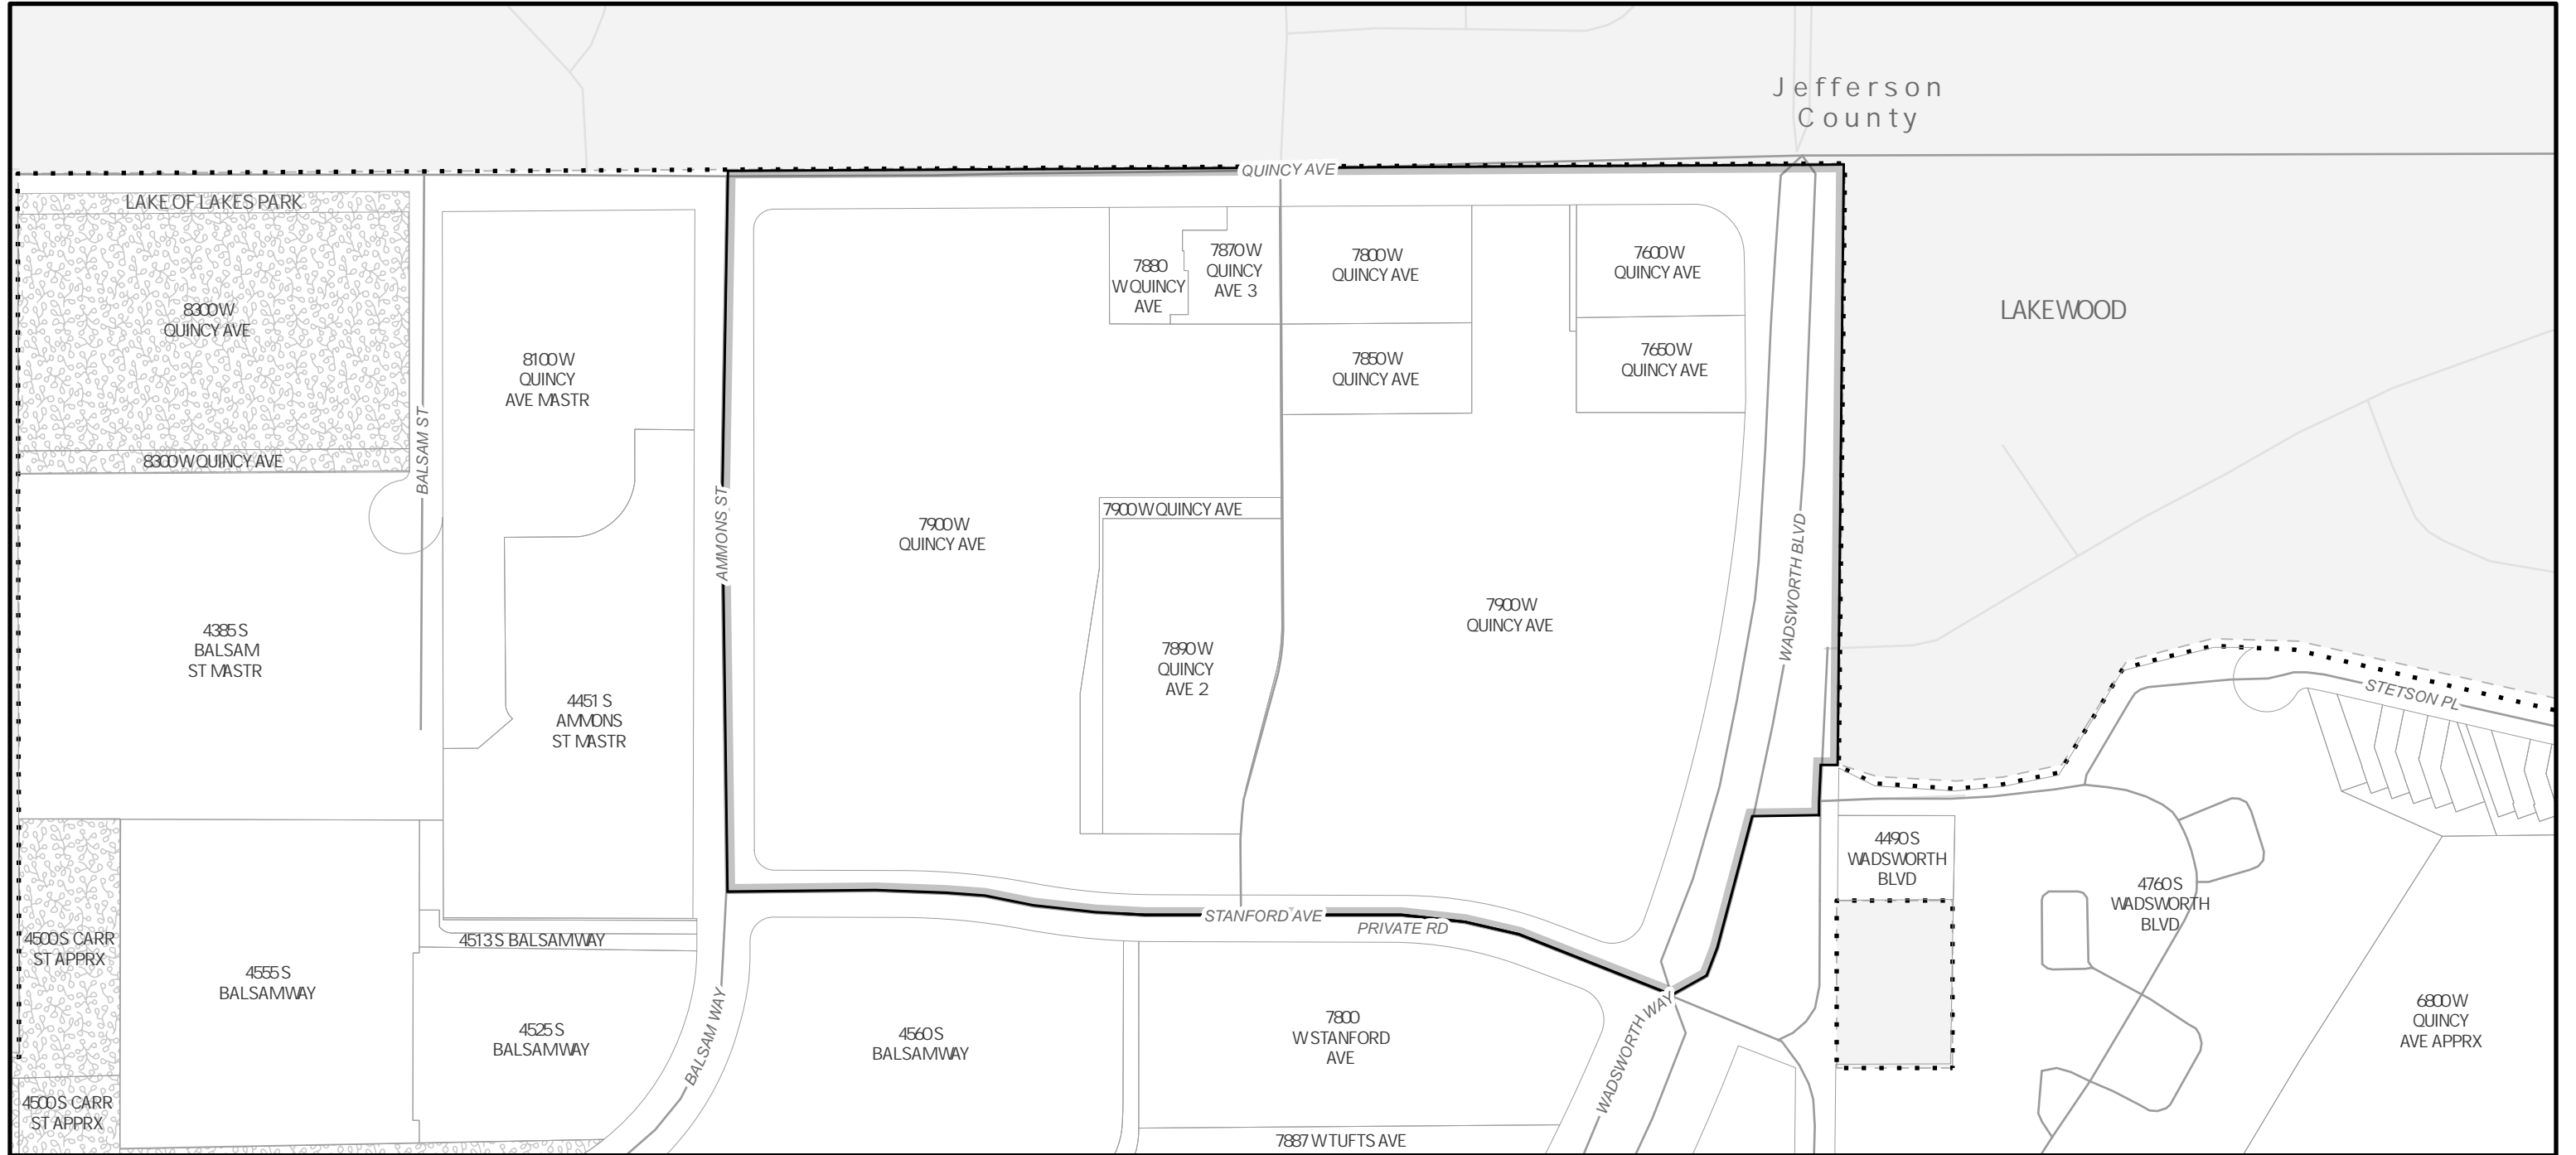 Jefferson
County
QUINCY AVE
LAKE OF LAKES PARK
8300 W
QUINCY AVE
8300 W QUINCY AVE
BALSAM ST
8100 W
QUINCY
AVE MASTR
4385 S
BALSAM
ST MASTR
4451 S
AMMONS
ST MASTR
AMMONS ST
7880
W QUINCY
AVE
7870 W
QUINCY
AVE 3
7800 W
QUINCY AVE
7850 W
QUINCY AVE
7600 W
QUINCY AVE
7650 W
QUINCY AVE
LAKEWOOD
7900 W
QUINCY AVE
7900 W QUINCY AVE
7890 W
QUINCY
AVE 2
7900 W
QUINCY AVE
WADSWORTH BLVD
STETSON PL
4490 S
WADSWORTH
BLVD
4760 S
WADSWORTH
BLVD
6800 W
QUINCY
AVE APPRX
STANFORD AVE
PRIVATE RD
4500 S CARR
ST APPRX
4555 S
BALSAM WAY
4513 S BALSAM WAY
4525 S
BALSAM WAY
BALSAM WAY
4560 S
BALSAM WAY
7800
W STANFORD
AVE
WADSWORTH WAY
4500 S CARR
ST APPRX
7887 W TUFTS AVE